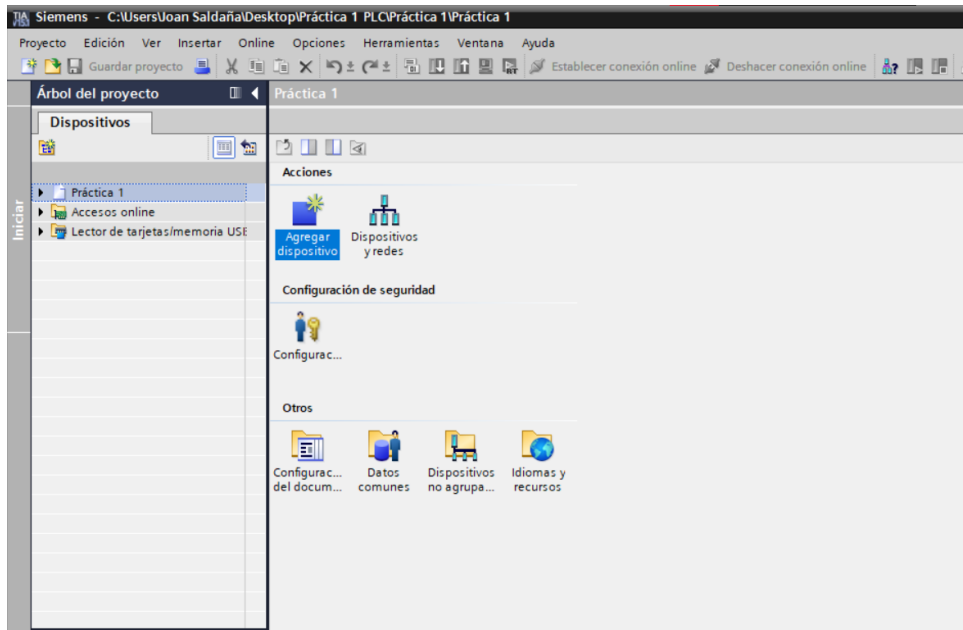 Siemens - C:\Users\Joan Saldaña\Desktop\Práctica 1 PLC\Práctica 1\Práctica 1
Proyecto Edición Ver Insertar Online Opciones Herramientas Ventana Ayuda
Guardar proyecto Establecer conexión online Deshacer conexión online
Árbol del proyecto
Práctica 1
Dispositivos
Iniciar
Práctica 1
Accesos online
Lector de tarjetas/memoria USB
Acciones
Agregar dispositivo
Dispositivos y redes
Configuración de seguridad
Configurac...
Otros
Configurac... del docum...
Datos comunes
Dispositivos no agrupa...
Idiomas y recursos